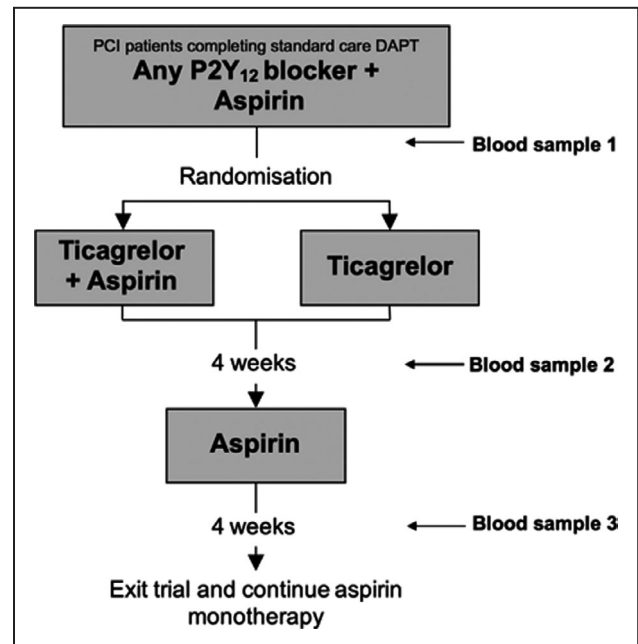 PCI patients completing standard care DAPT
Any P2Y₁₂ blocker +
Aspirin
Blood sample 1
Randomisation
Ticagrelor
+ Aspirin
Ticagrelor
4 weeks
Blood sample 2
Aspirin
4 weeks
Blood sample 3
Exit trial and continue aspirin
monotherapy